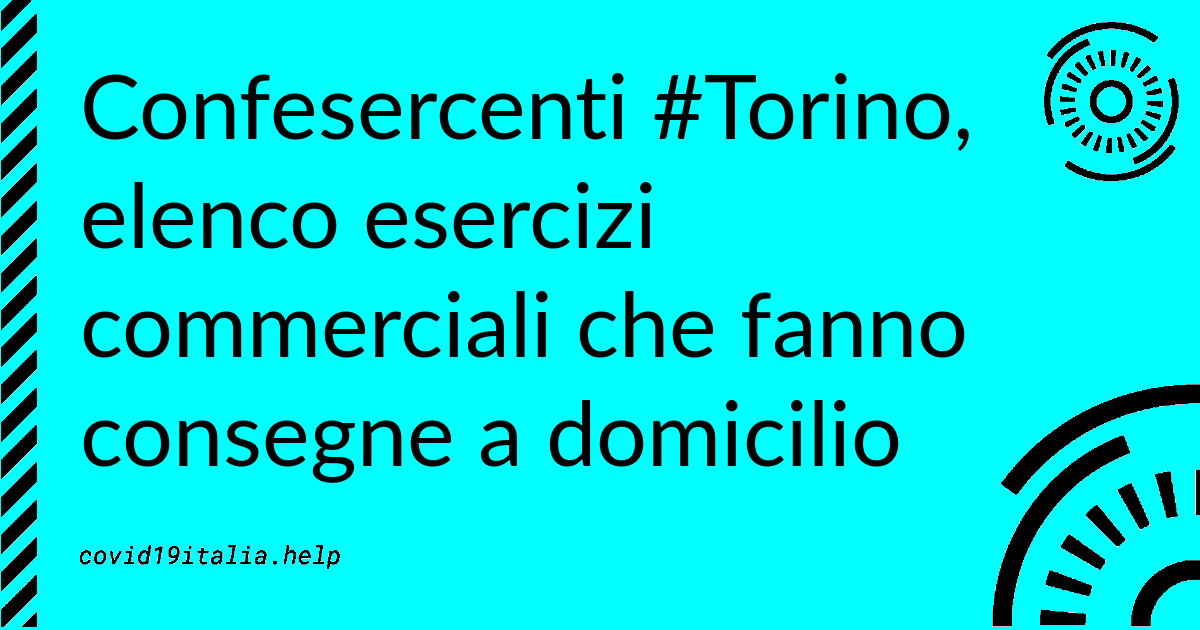 Confesercenti #Torino,
elenco esercizi
commerciali che fanno
consegne a domicilio
covid19italia.help